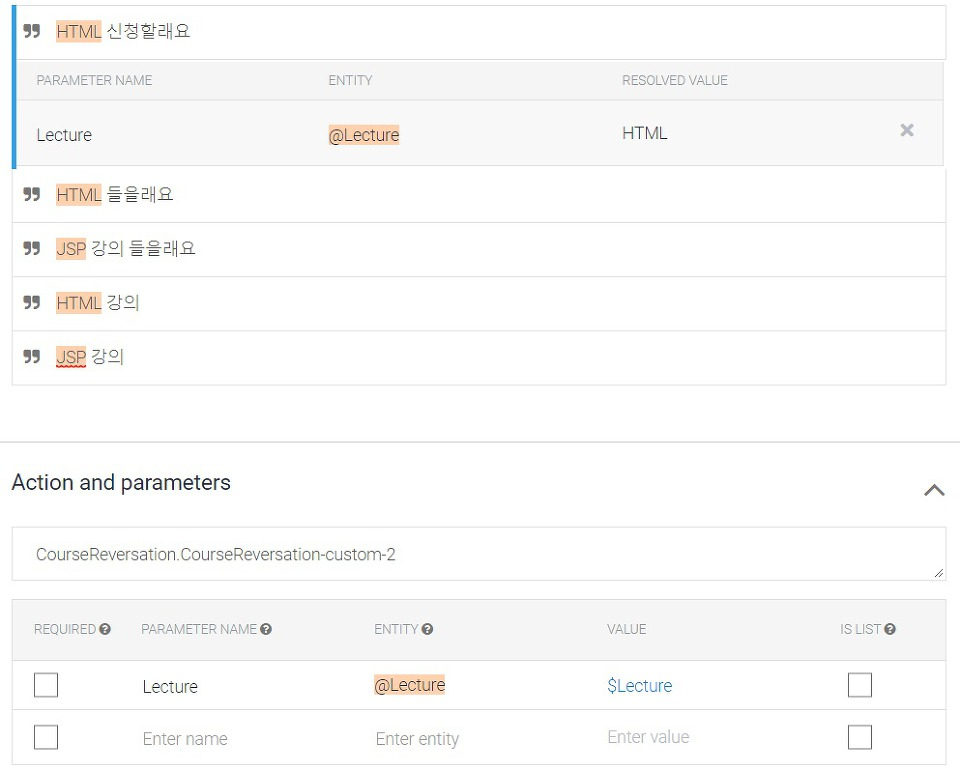 HTML 신청할래요
PARAMETER NAME ENTITY RESOLVED VALUE
Lecture @Lecture HTML
HTML 들을래요
JSP 강의 들을래요
HTML 강의
JSP 강의
Action and parameters
CourseReversation.CourseReversation-custom-2
REQUIRED PARAMETER NAME ENTITY VALUE IS LIST
Lecture @Lecture $Lecture
Enter name Enter entity Enter value